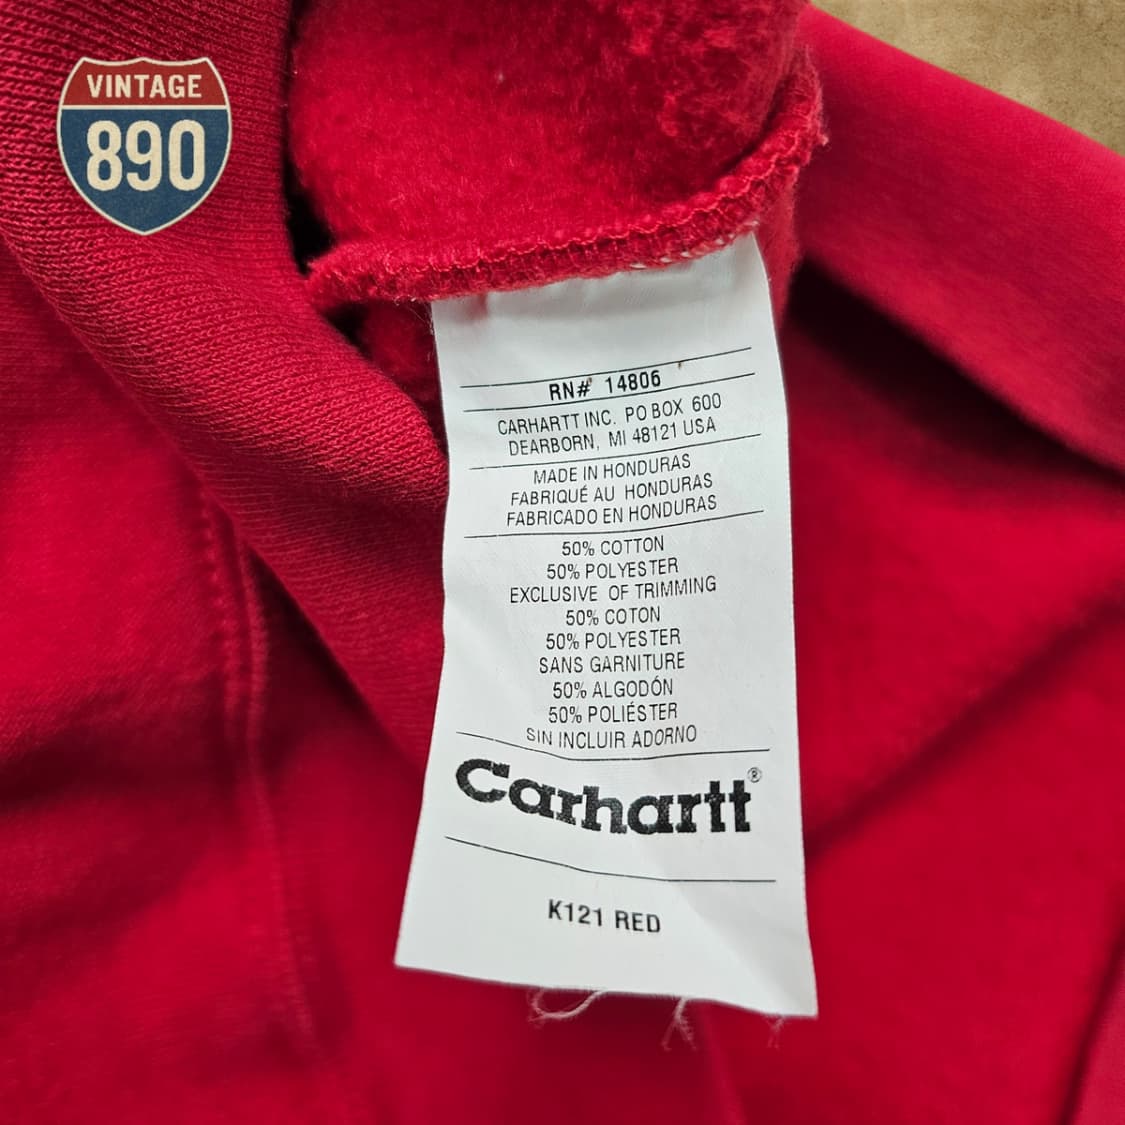 VINTAGE
890
RN# 14806
CARHARTT INC. PO BOX 600
DEARBORN, MI 48121 USA
MADE IN HONDURAS
FABRIQUÉ AU HONDURAS
FABRICADO EN HONDURAS
50% COTTON
50% POLYESTER
EXCLUSIVE OF TRIMMING
50% COTON
50% POLYESTER
SANS GARNITURE
50% ALGODÓN
50% POLIÉSTER
SIN INCLUIR ADORNO
Carhartt®
K121 RED